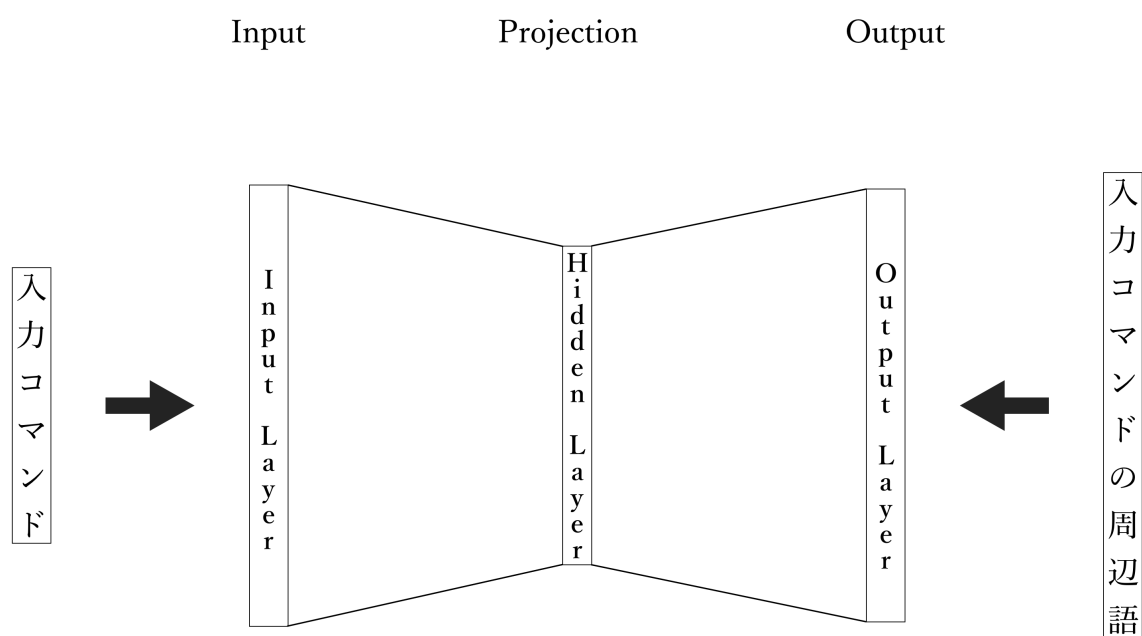 Input
Projection
Output
入力コマンド
Input Layer
Hidden Layer
Output Layer
入力コマンドの周辺語